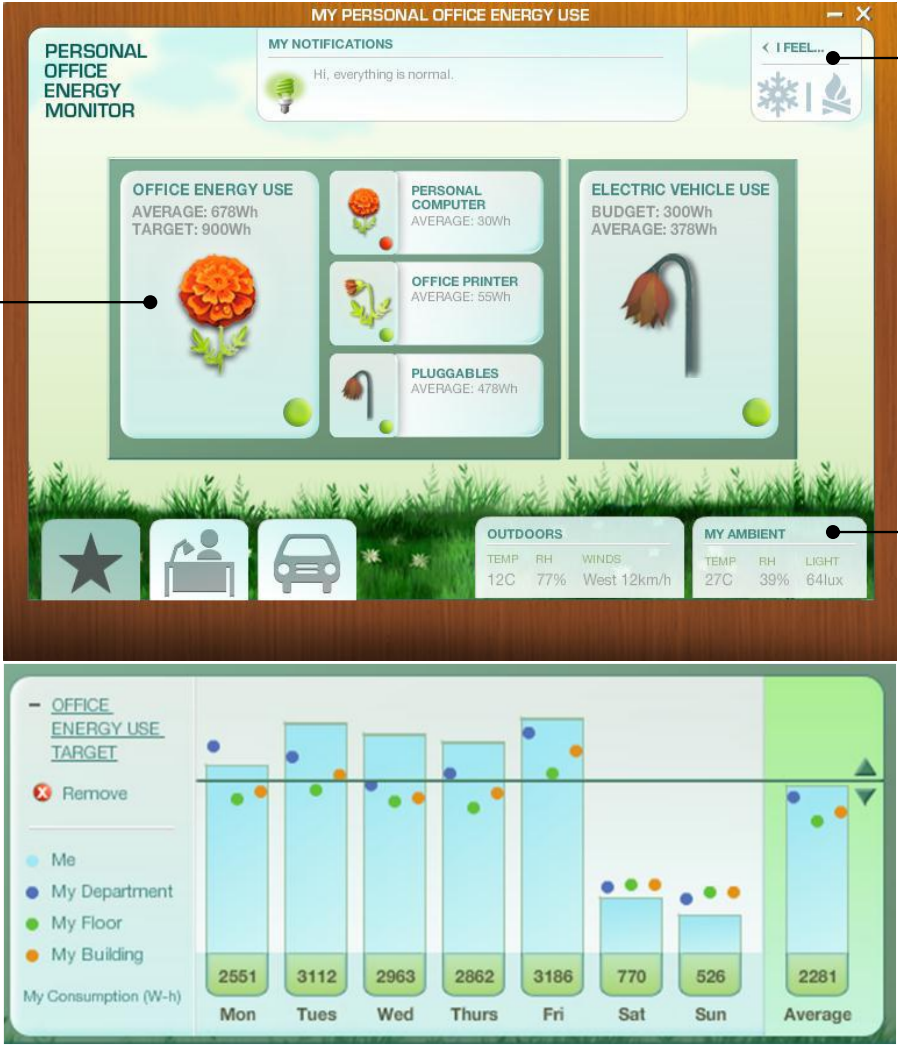 MY PERSONAL OFFICE ENERGY USE
PERSONAL
OFFICE
ENERGY
MONITOR
MY NOTIFICATIONS
Hi, everything is normal.
< I FEEL...
OFFICE ENERGY USE
AVERAGE: 678Wh
TARGET: 900Wh
PERSONAL
COMPUTER
AVERAGE: 30Wh
OFFICE PRINTER
AVERAGE: 55Wh
PLUGGABLES
AVERAGE: 478Wh
ELECTRIC VEHICLE USE
BUDGET: 300Wh
AVERAGE: 378Wh
OUTDOORS
TEMP RH WINDS
12C 77% West 12km/h
MY AMBIENT
TEMP RH LIGHT
27C 39% 64lux
OFFICE
ENERGY USE
TARGET
Remove
Me
My Department
My Floor
My Building
My Consumption (W-h)
2551 3112 2963 2862 3186 770 526 2281
Mon Tues Wed Thurs Fri Sat Sun Average